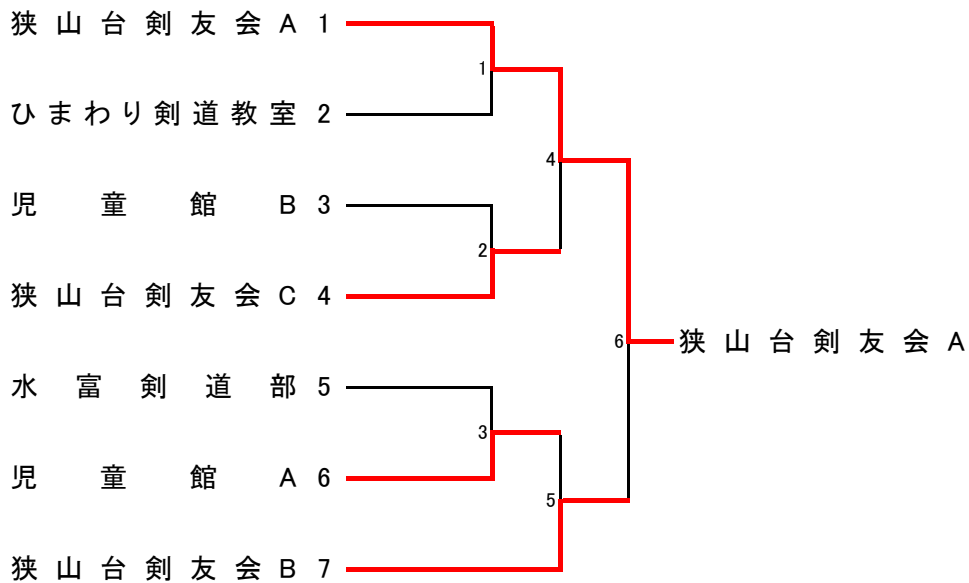 狭山台剣友会A 1
1
ひまわり剣道教室 2
4
児童館B 3
2
狭山台剣友会C 4
6 狭山台剣友会A
水富剣道部 5
3
児童館A 6
5
狭山台剣友会B 7